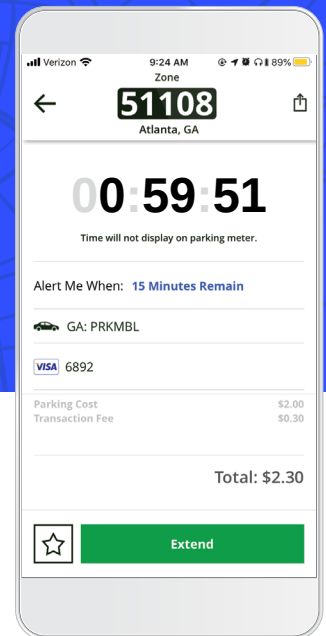 Verizon 9:24 AM 89%
Zone
51108
Atlanta, GA
00:59:51
Time will not display on parking meter.
Alert Me When: 15 Minutes Remain
GA: PRKMBL
VISA 6892
Parking Cost $2.00
Transaction Fee $0.30
Total: $2.30
Extend